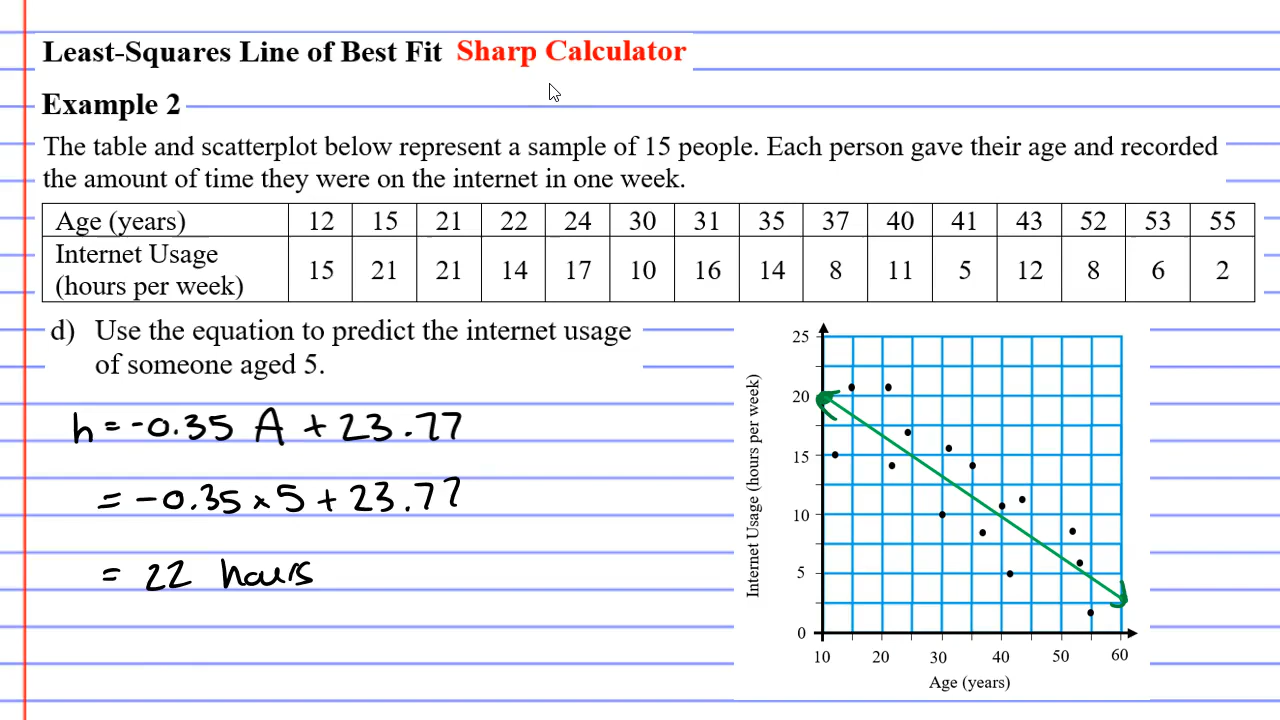 Least-Squares Line of Best Fit Sharp Calculator
Example 2
The table and scatterplot below represent a sample of 15 people. Each person gave their age and recorded
the amount of time they were on the internet in one week.
Age (years) 12 15 21 22 24 30 31 35 37 40 41 43 52 53 55
Internet Usage
(hours per week) 15 21 21 14 17 10 16 14 8 11 5 12 8 6 2
d) Use the equation to predict the internet usage
of someone aged 5.
h = -0.35 A + 23.77
= -0.35 × 5 + 23.77
= 22 hours
Internet Usage (hours per week)
25
20
15
10
5
0
10 20 30 40 50 60
Age (years)